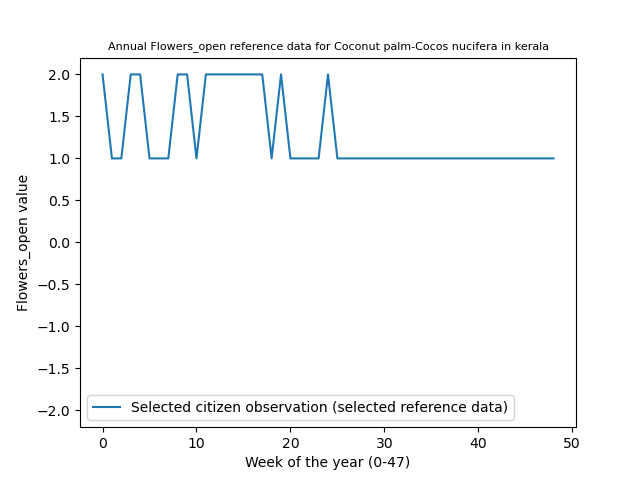 Annual Flowers_open reference data for Coconut palm-Cocos nucifera in kerala
2.0
1.5
1.0
0.5
0.0
−0.5
−1.0
−1.5
−2.0
Flowers_open value
Selected citizen observation (selected reference data)
0 10 20 30 40 50
Week of the year (0-47)